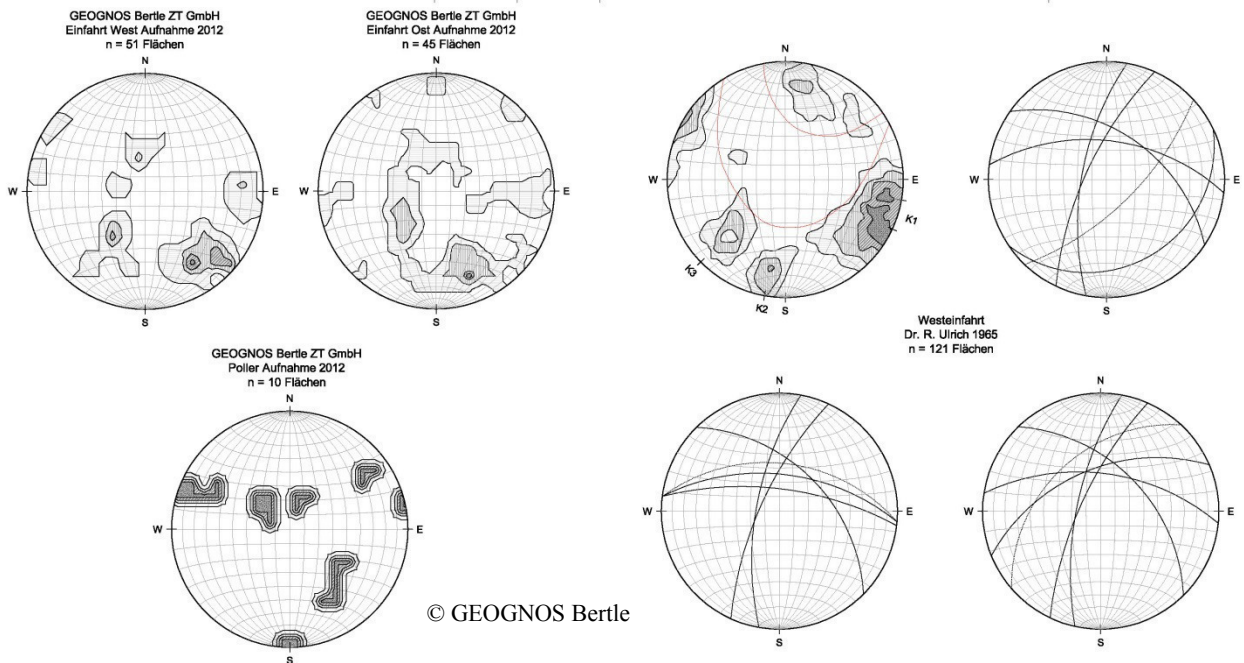 GEOGNOS Bertle ZT GmbH
Einfahrt West Aufnahme 2012
n = 51 Flächen
N
W
E
S
GEOGNOS Bertle ZT GmbH
Einfahrt Ost Aufnahme 2012
n = 45 Flächen
N
W
E
S
N
W
E
K1
K3
K2
S
N
W
E
S
Westeinfahrt
Dr. R. Ulrich 1965
n = 121 Flächen
GEOGNOS Bertle ZT GmbH
Poller Aufnahme 2012
n = 10 Flächen
N
W
E
S
© GEOGNOS Bertle
N
W
E
S
N
W
E
S